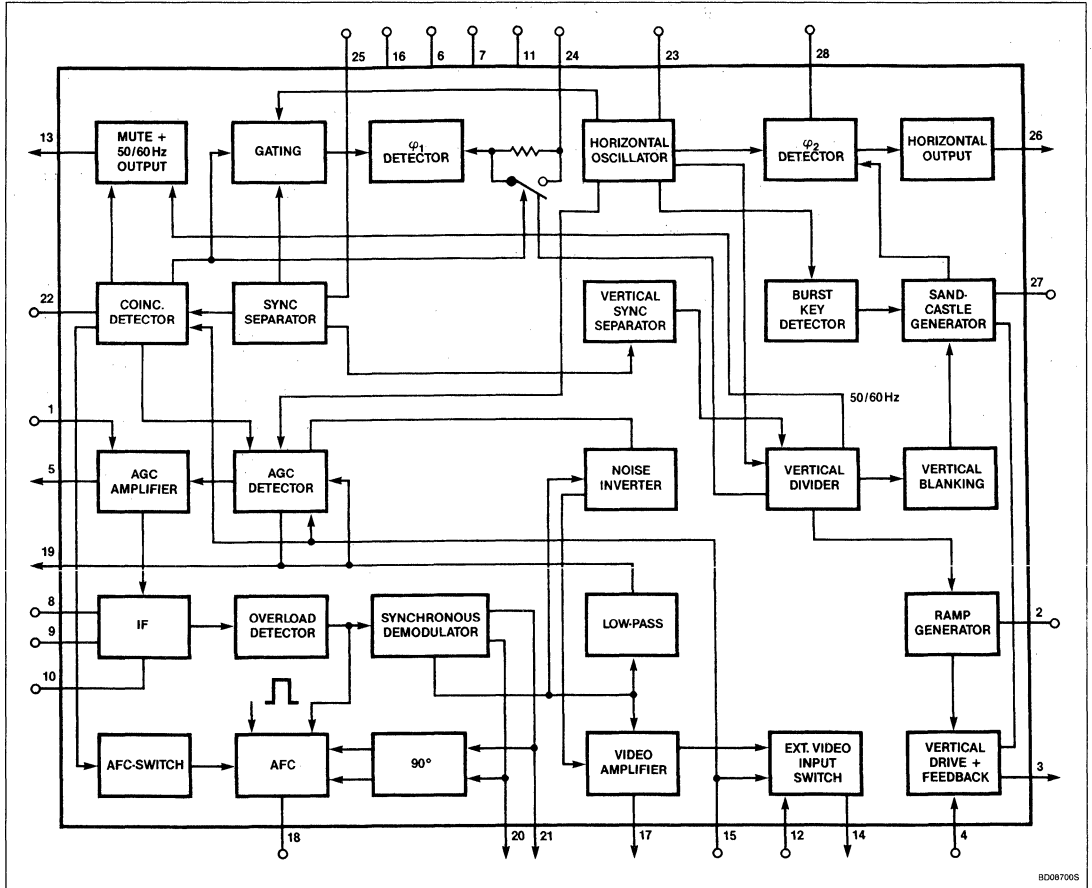 25
16
6
7
11
24
23
28
13
MUTE +
50/60Hz
OUTPUT
GATING
φ1
DETECTOR
HORIZONTAL
OSCILLATOR
φ2
DETECTOR
HORIZONTAL
OUTPUT
26
22
COINC.
DETECTOR
SYNC
SEPARATOR
VERTICAL
SYNC
SEPARATOR
BURST
KEY
DETECTOR
SAND-
CASTLE
GENERATOR
27
50/60Hz
1
5
AGC
AMPLIFIER
AGC
DETECTOR
NOISE
INVERTER
VERTICAL
DIVIDER
VERTICAL
BLANKING
19
8
9
10
IF
OVERLOAD
DETECTOR
SYNCHRONOUS
DEMODULATOR
LOW-PASS
RAMP
GENERATOR
2
AFC-SWITCH
AFC
90°
VIDEO
AMPLIFIER
EXT. VIDEO
INPUT
SWITCH
VERTICAL
DRIVE +
FEEDBACK
3
18
20
21
17
15
12
14
4
BD08700S